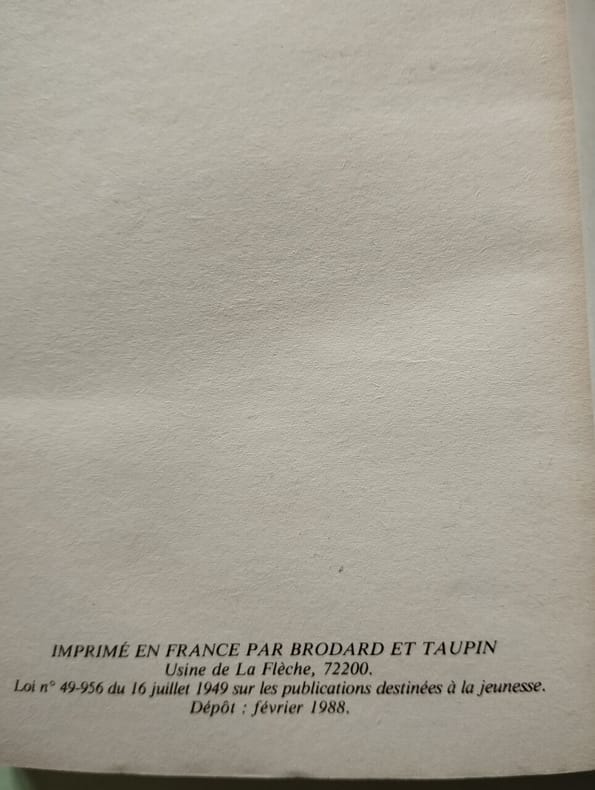 IMPRIMÉ EN FRANCE PAR BRODARD ET TAUPIN
Usine de La Flèche, 72200.
Loi n° 49-956 du 16 juillet 1949 sur les publications destinées à la jeunesse.
Dépôt : février 1988.